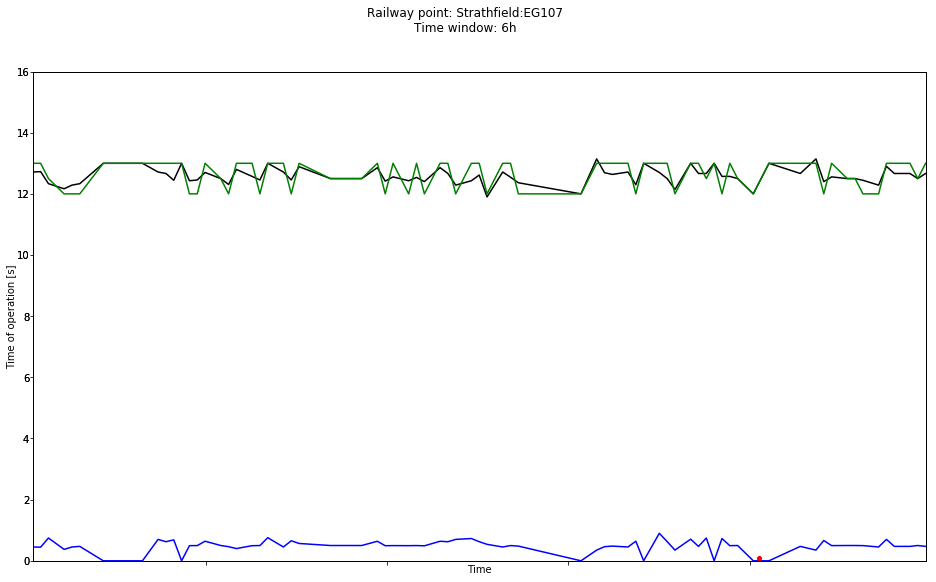 Railway point: Strathfield:EG107
Time window: 6h
16
14
12
10
8
6
4
2
0
Time of operation [s]
Time